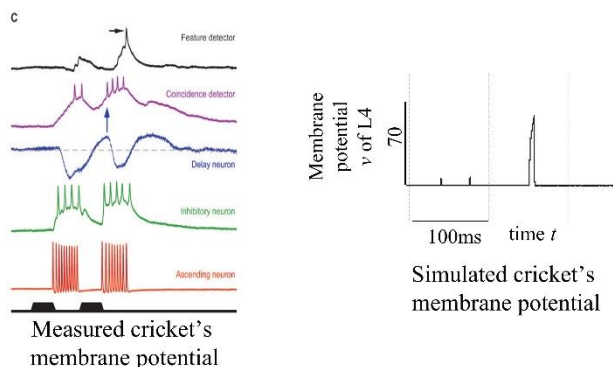 C
Feature detector
Coincidence detector
Delay neuron
Inhibitory neuron
Ascending neuron
Measured cricket's
membrane potential
Membrane
potential
v of L4
70
100ms
time t
Simulated cricket's
membrane potential